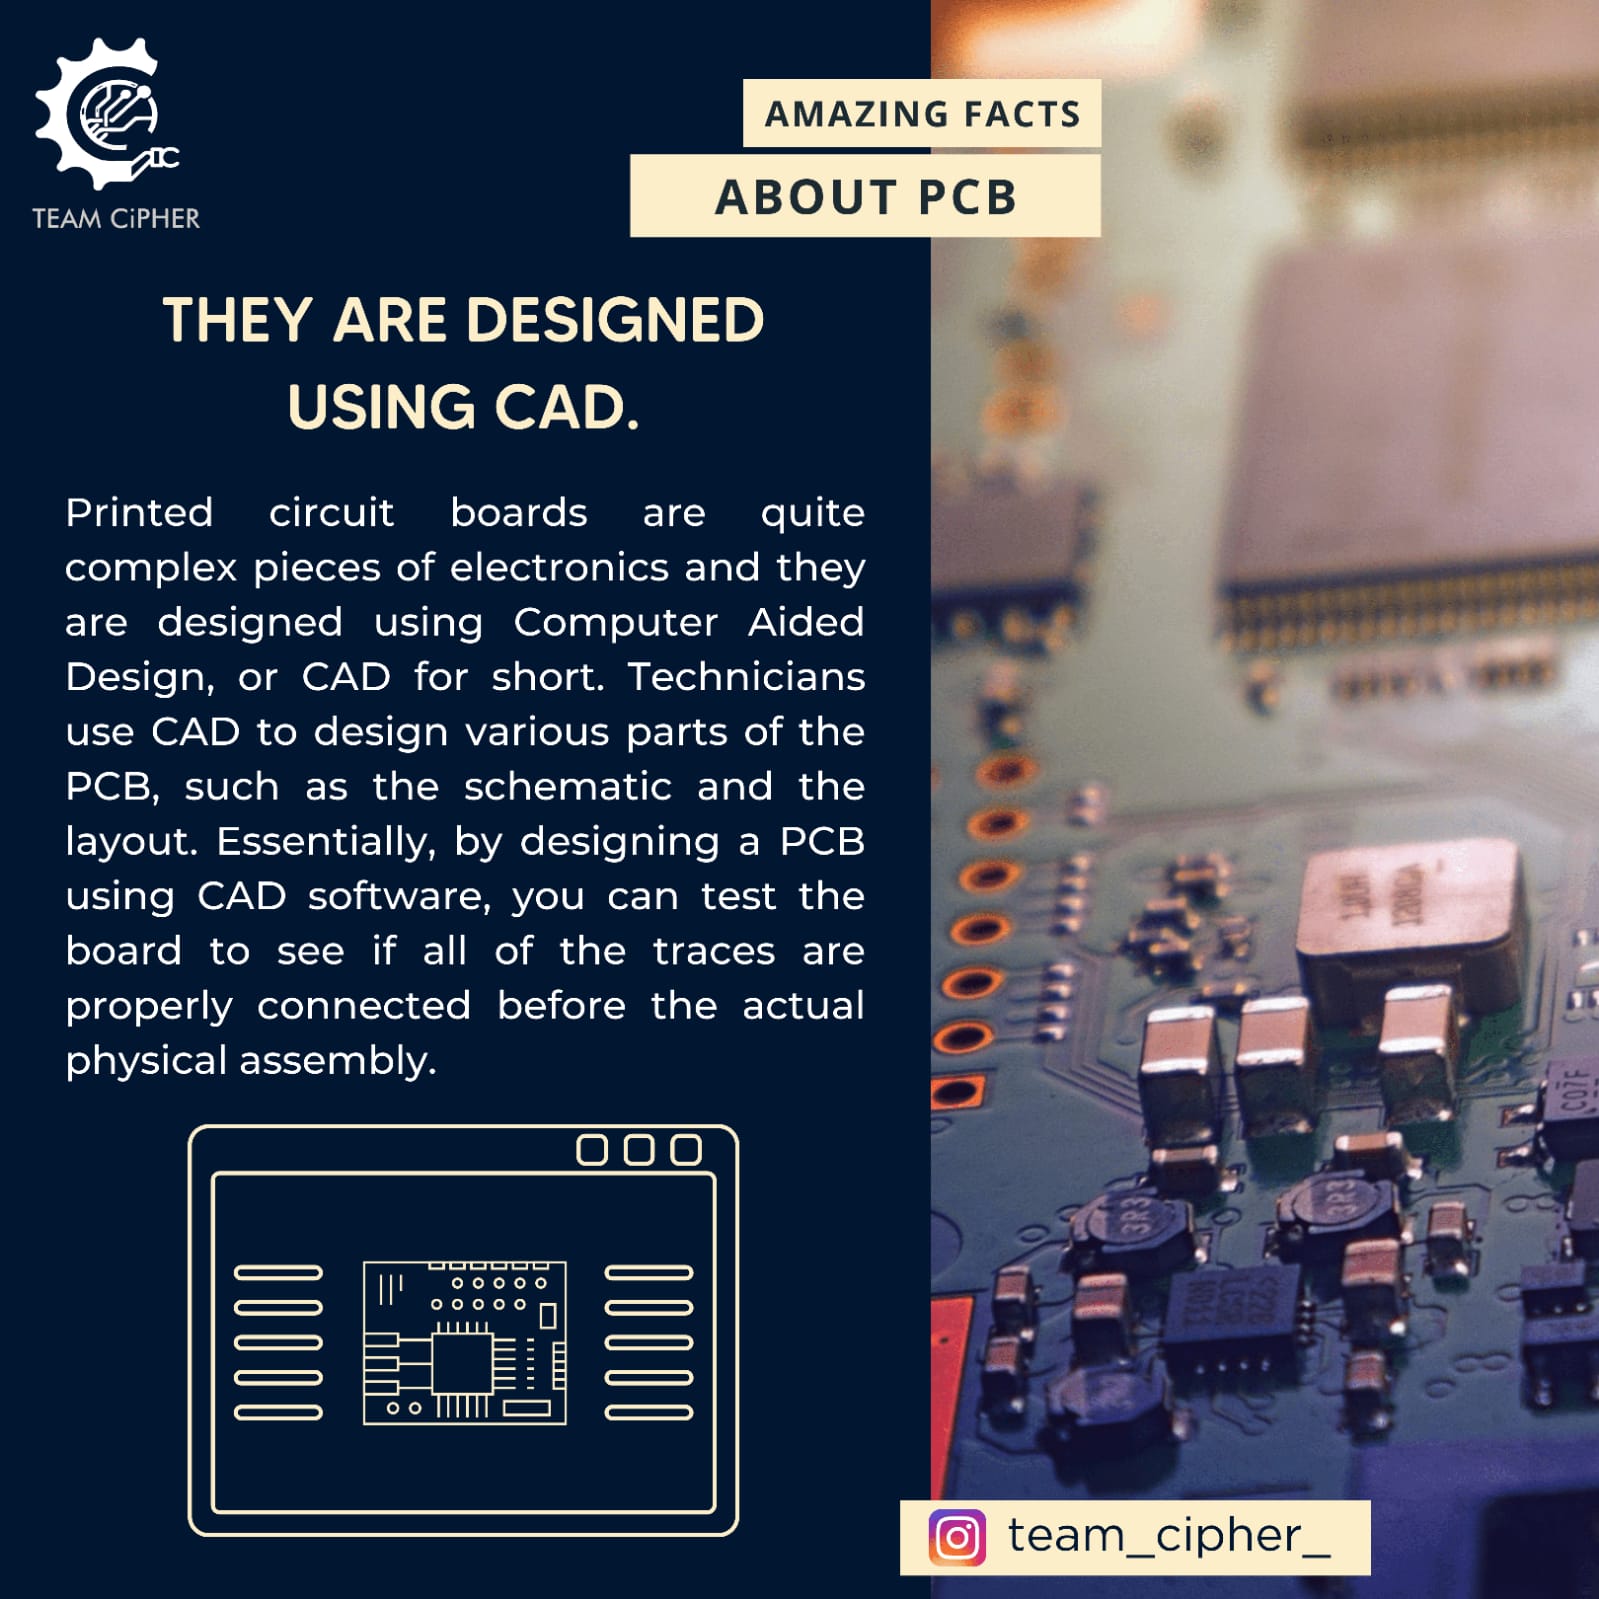 TEAM CiPHER
AMAZING FACTS
ABOUT PCB
THEY ARE DESIGNED
USING CAD.
Printed circuit boards are quite
complex pieces of electronics and they
are designed using Computer Aided
Design, or CAD for short. Technicians
use CAD to design various parts of the
PCB, such as the schematic and the
layout. Essentially, by designing a PCB
using CAD software, you can test the
board to see if all of the traces are
properly connected before the actual
physical assembly.
3R3
3R3
C07F
team_cipher_